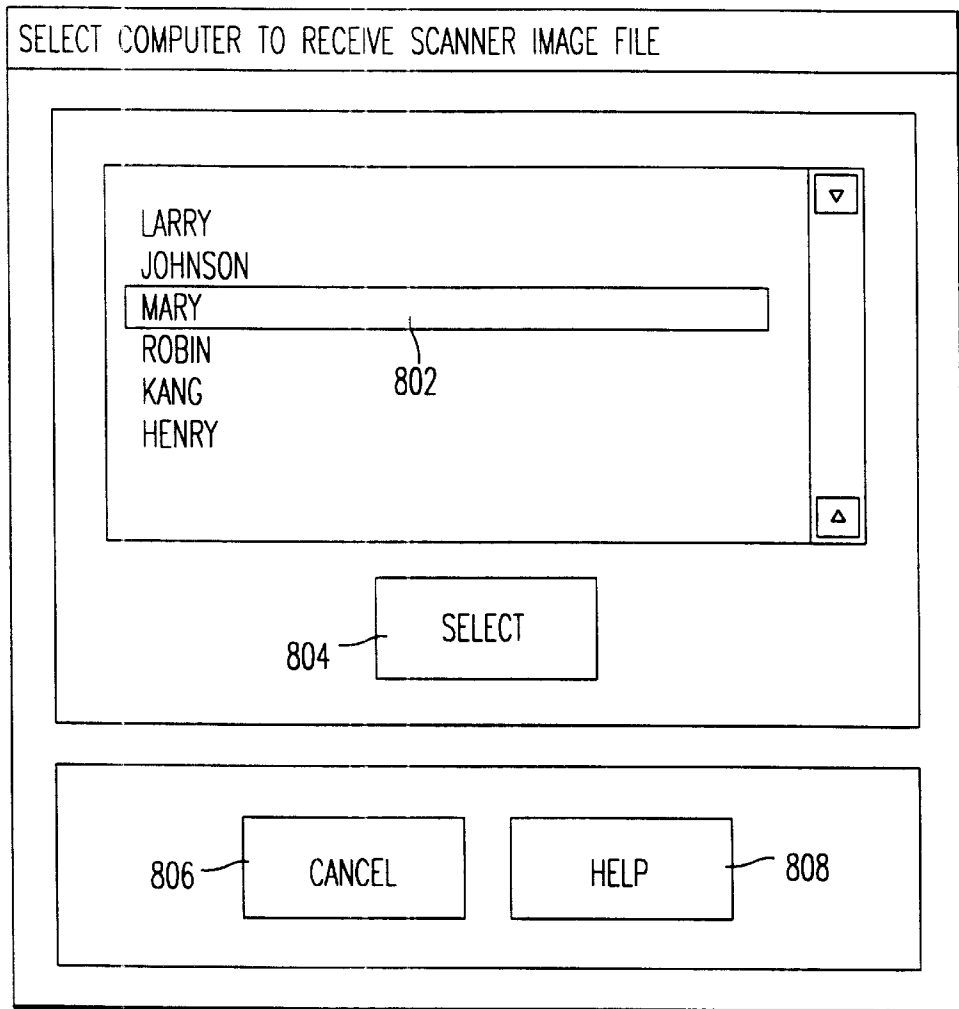 SELECT COMPUTER TO RECEIVE SCANNER IMAGE FILE
LARRY
JOHNSON
MARY
ROBIN
802
KANG
HENRY
SELECT
804
CANCEL
HELP
806
808